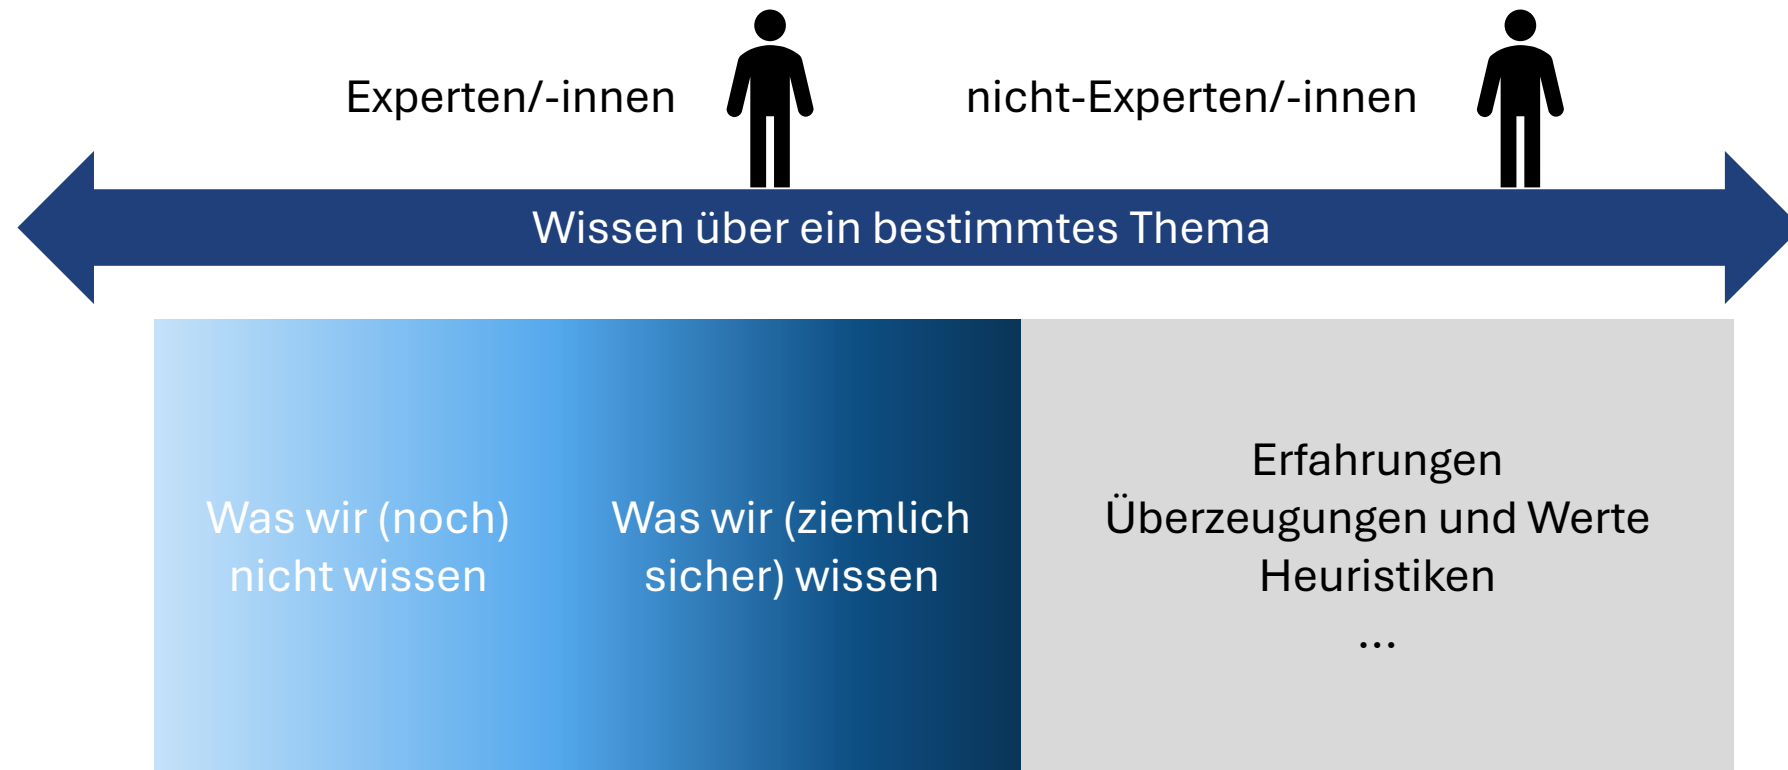 Experten/-innen
nicht-Experten/-innen
Wissen über ein bestimmtes Thema
Was wir (noch)
nicht wissen
Was wir (ziemlich
sicher) wissen
Erfahrungen
Überzeugungen und Werte
Heuristiken
...